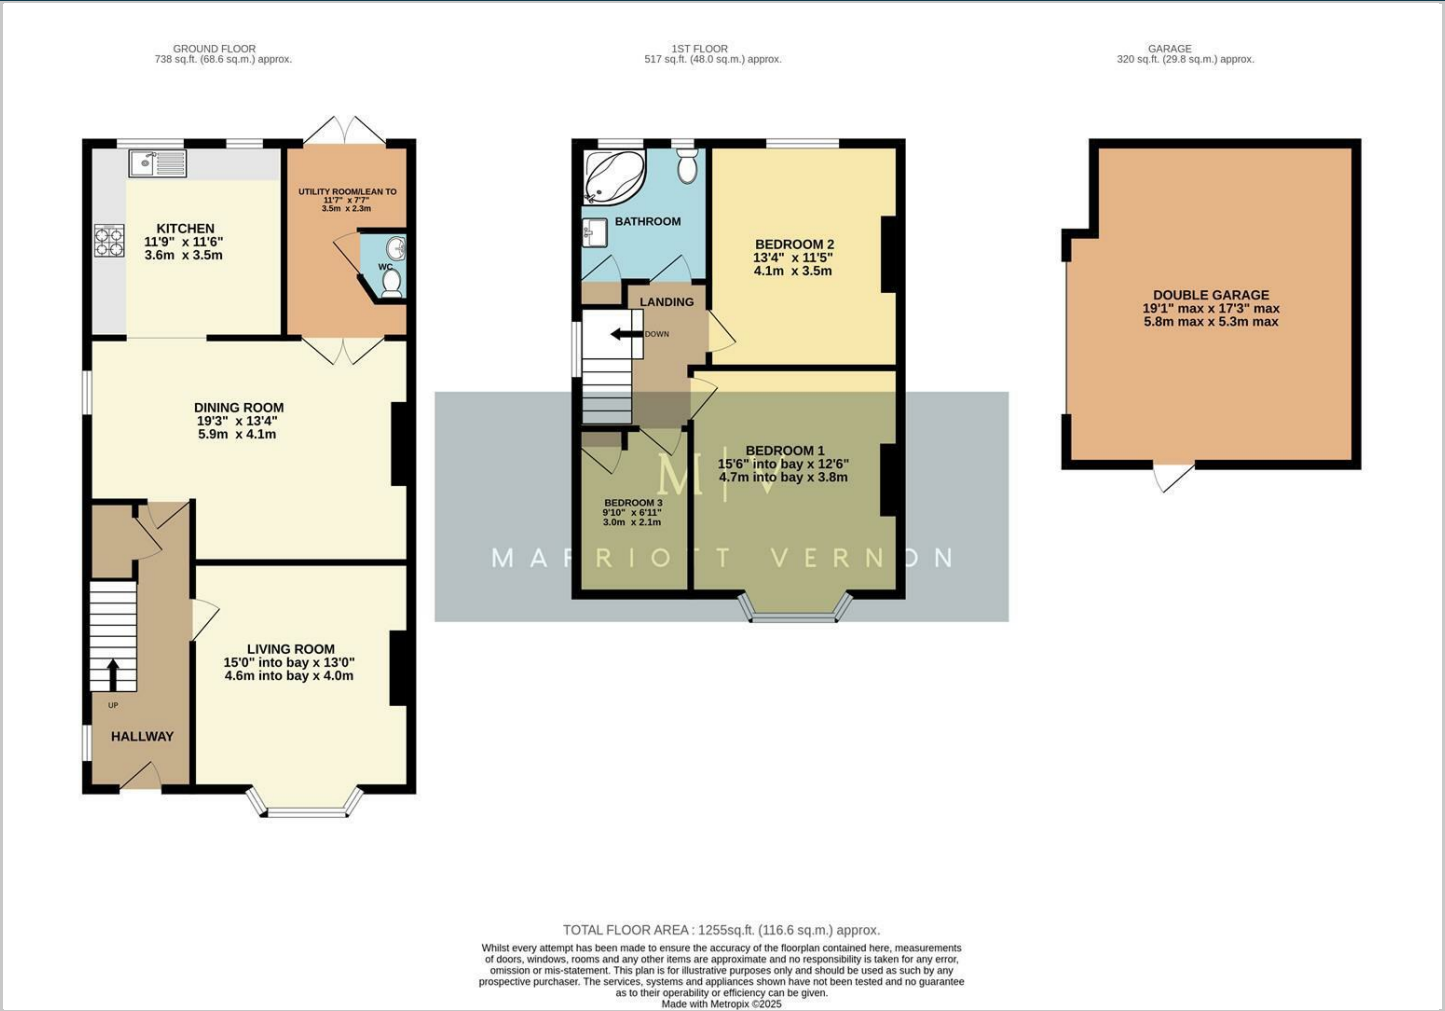 GROUND FLOOR
738 sq.ft. (68.6 sq.m.) approx.
1ST FLOOR
517 sq.ft. (48.0 sq.m.) approx.
GARAGE
320 sq.ft. (29.8 sq.m.) approx.
KITCHEN
11'9" x 11'6"
3.6m x 3.5m
UTILITY ROOM/LEAN TO
11'7" x 7'7"
3.5m x 2.3m
WC
DINING ROOM
19'3" x 13'4"
5.9m x 4.1m
LIVING ROOM
15'0" into bay x 13'0"
4.6m into bay x 4.0m
UP
HALLWAY
BATHROOM
BEDROOM 2
13'4" x 11'5"
4.1m x 3.5m
LANDING
DOWN
BEDROOM 1
15'6" into bay x 12'6"
4.7m into bay x 3.8m
BEDROOM 3
9'10" x 6'11"
3.0m x 2.1m
M|V
MARRIOTT VERNON
DOUBLE GARAGE
19'1" max x 17'3" max
5.8m max x 5.3m max
TOTAL FLOOR AREA : 1255sq.ft. (116.6 sq.m.) approx.
Whilst every attempt has been made to ensure the accuracy of the floorplan contained here, measurements
of doors, windows, rooms and any other items are approximate and no responsibility is taken for any error,
omission or mis-statement. This plan is for illustrative purposes only and should be used as such by any
prospective purchaser. The services, systems and appliances shown have not been tested and no guarantee
as to their operability or efficiency can be given.
Made with Metropix ©2025